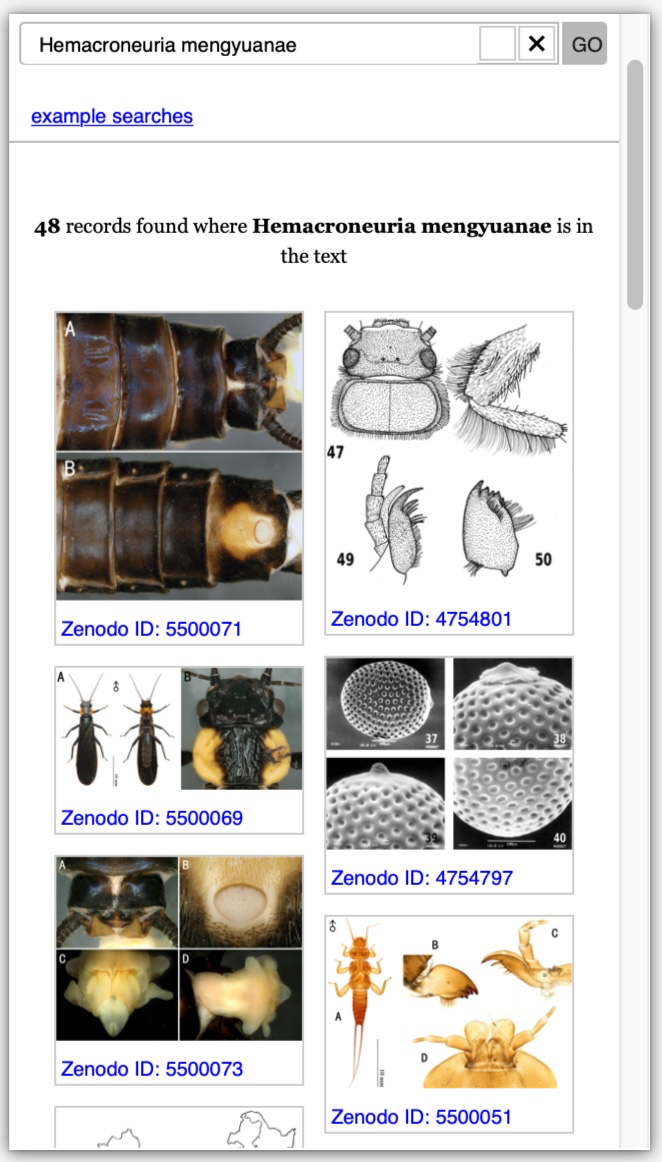 Hemacroneuria mengyuanae
✕
GO
example searches
48 records found where Hemacroneuria mengyuanae is in
the text
A
B
Zenodo ID: 5500071
47
49
50
Zenodo ID: 4754801
A
♂
B
Zenodo ID: 5500069
37
38
39
40
Zenodo ID: 4754797
A
B
C
D
Zenodo ID: 5500073
♂
A
B
C
D
10 mm
Zenodo ID: 5500051